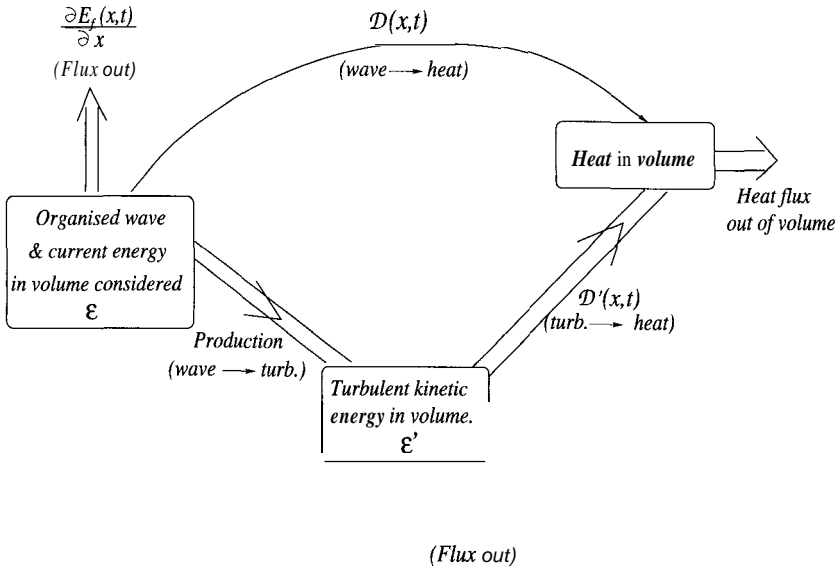 ∂E_f(x,t)
∂x
(Flux out)
D(x,t)
(wave → heat)
Heat in volume
Heat flux
out of volume
Organised wave
& current energy
in volume considered
ε
Production
(wave → turb.)
D'(x,t)
(turb. → heat)
Turbulent kinetic
energy in volume.
ε'
(Flux out)